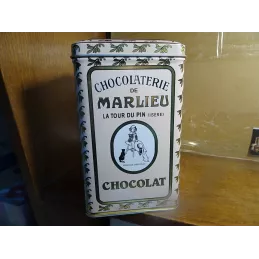 CHOCOLATERIE
DE
MARLIEU
LA TOUR DU PIN (ISÈRE)
CHOCOLAT